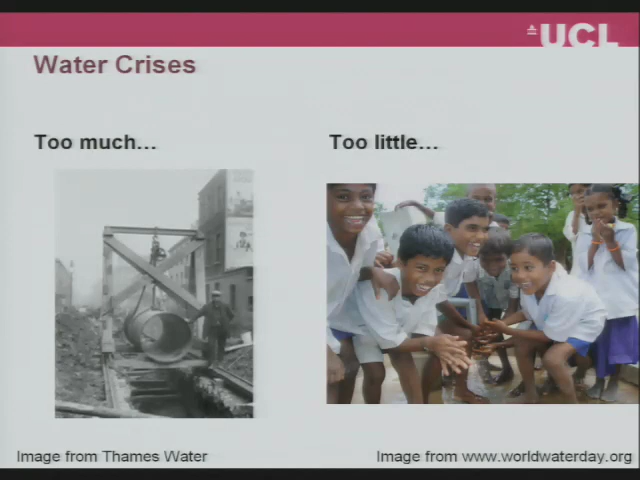 UCL
Water Crises
Too much...
Too little...
Image from Thames Water
Image from www.worldwaterday.org